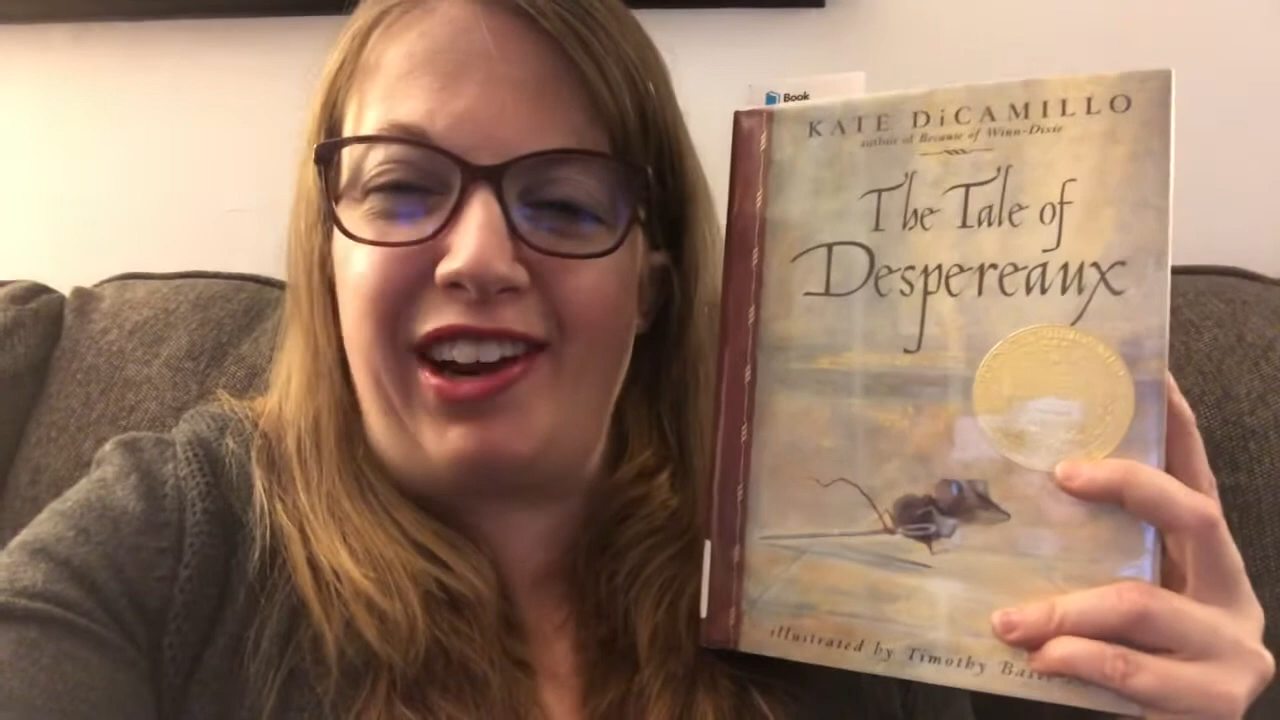 Book
KATE DiCAMILLO
author of Because of Winn-Dixie
The Tale of
Despereaux
illustrated by Timothy